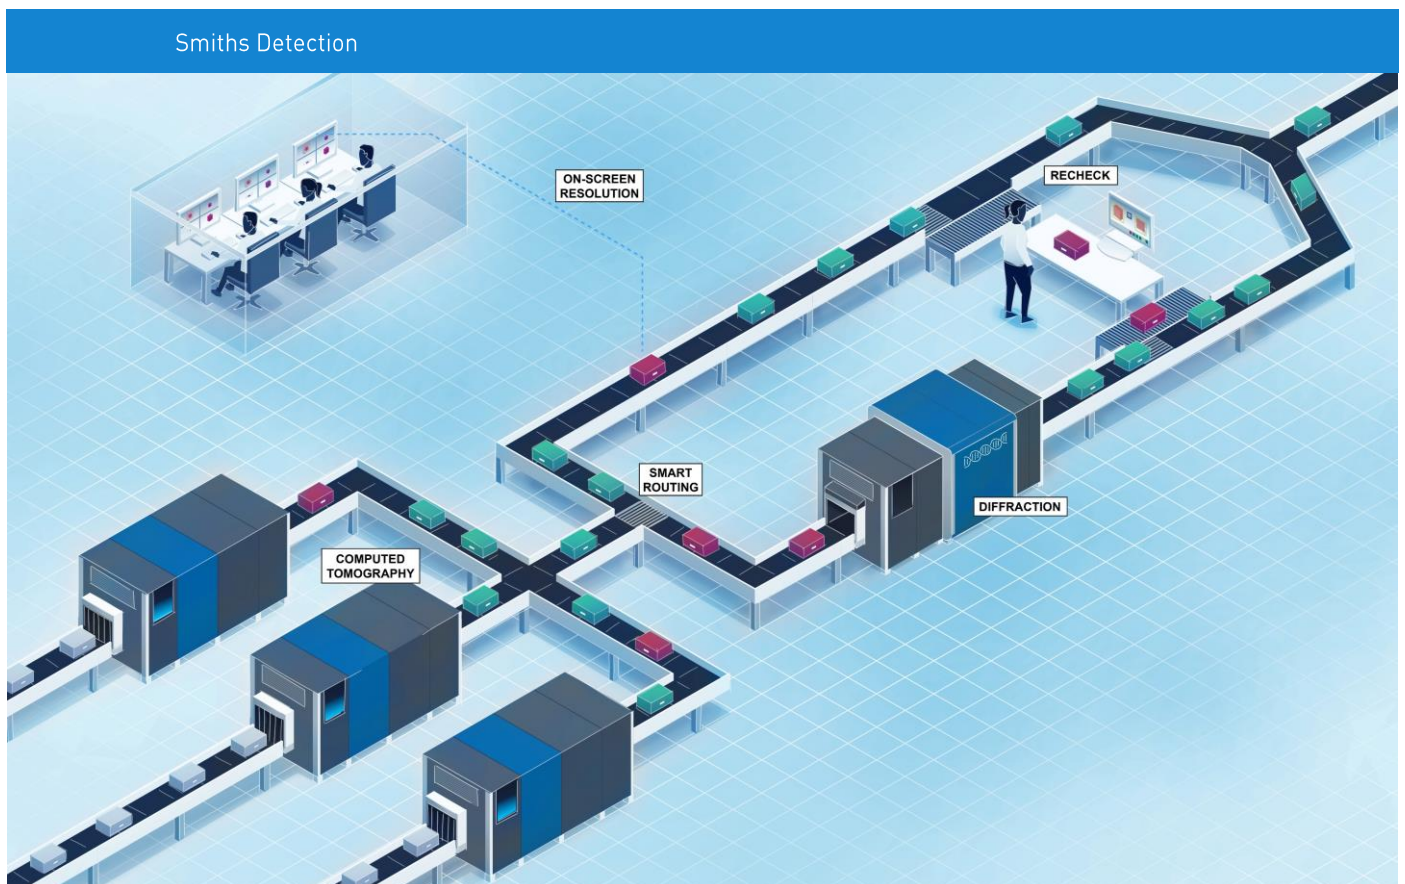 Smiths Detection
ON-SCREEN
RESOLUTION
RECHECK
SMART
ROUTING
DIFFRACTION
COMPUTED
TOMOGRAPHY